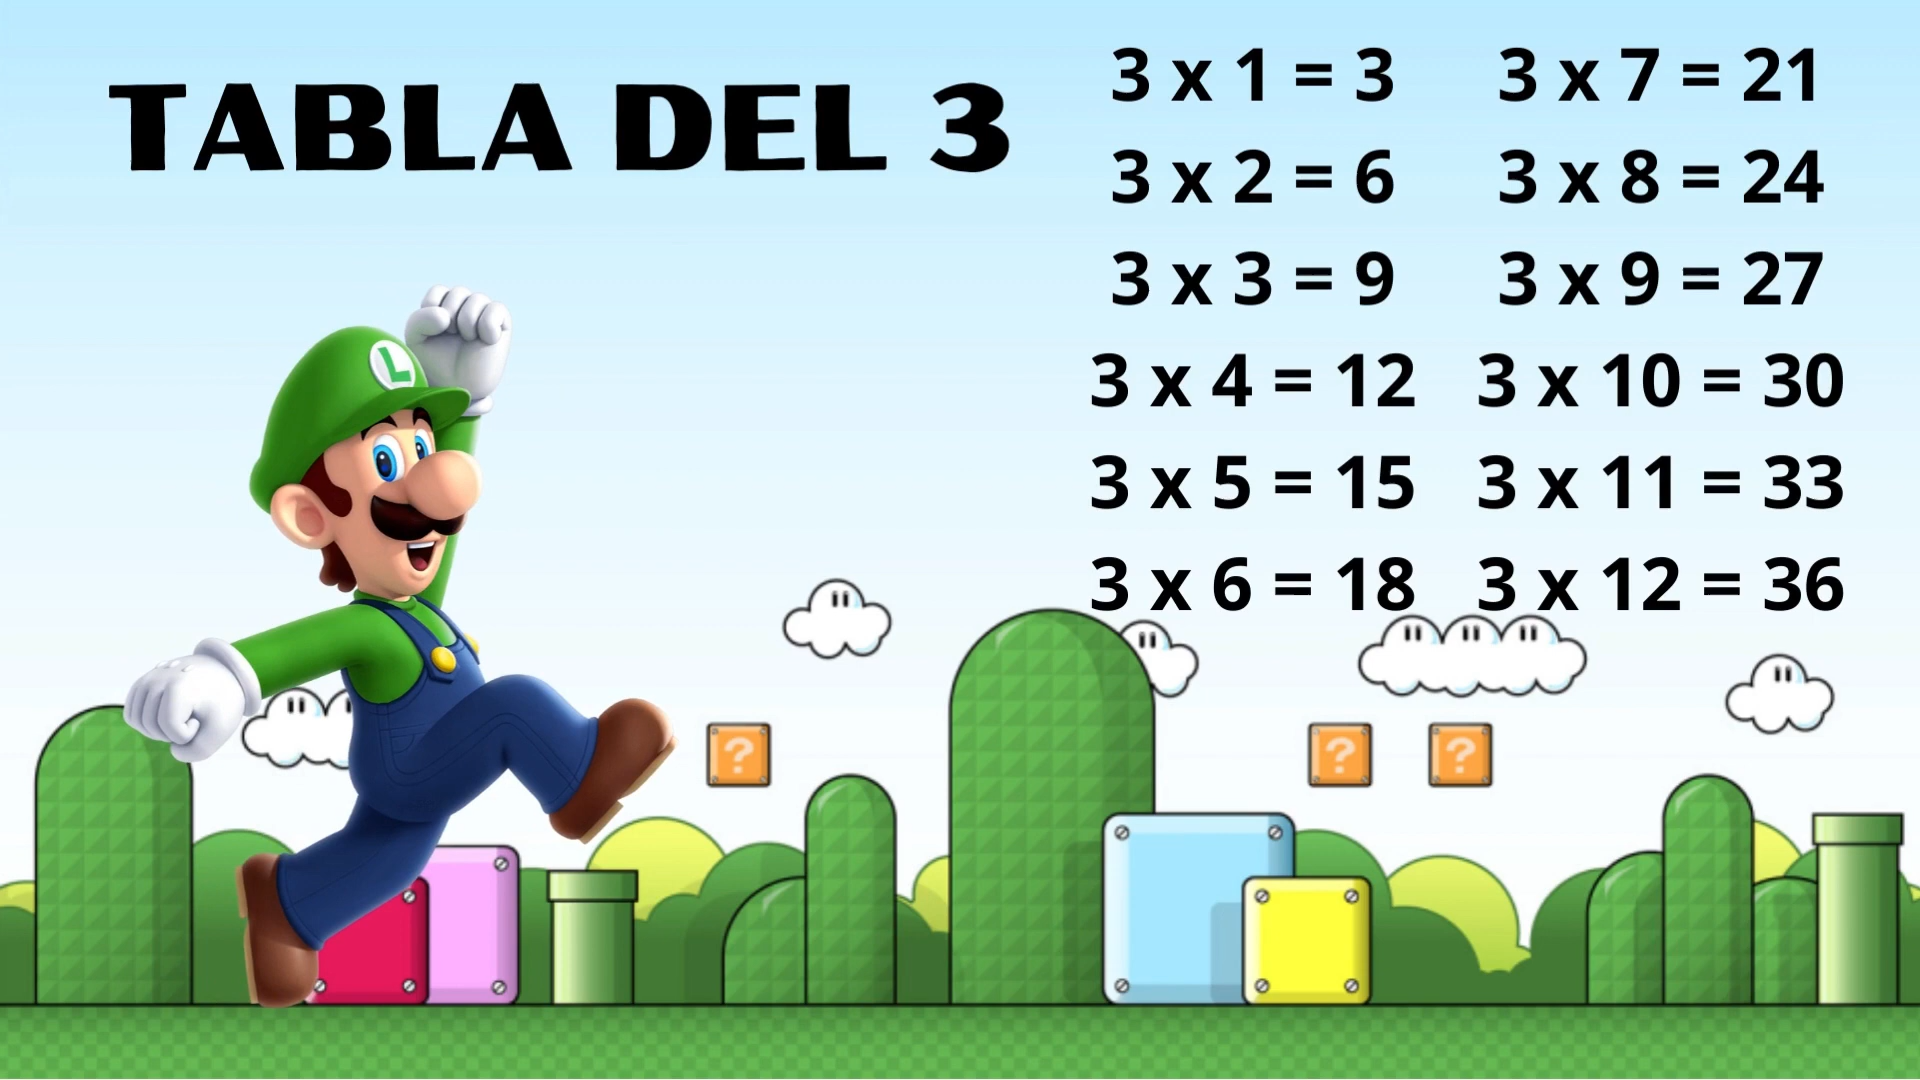 TABLA DEL 3
3 x 1 = 3
3 x 2 = 6
3 x 3 = 9
3 x 4 = 12
3 x 5 = 15
3 x 6 = 18
3 x 7 = 21
3 x 8 = 24
3 x 9 = 27
3 x 10 = 30
3 x 11 = 33
3 x 12 = 36
L
?
?
?